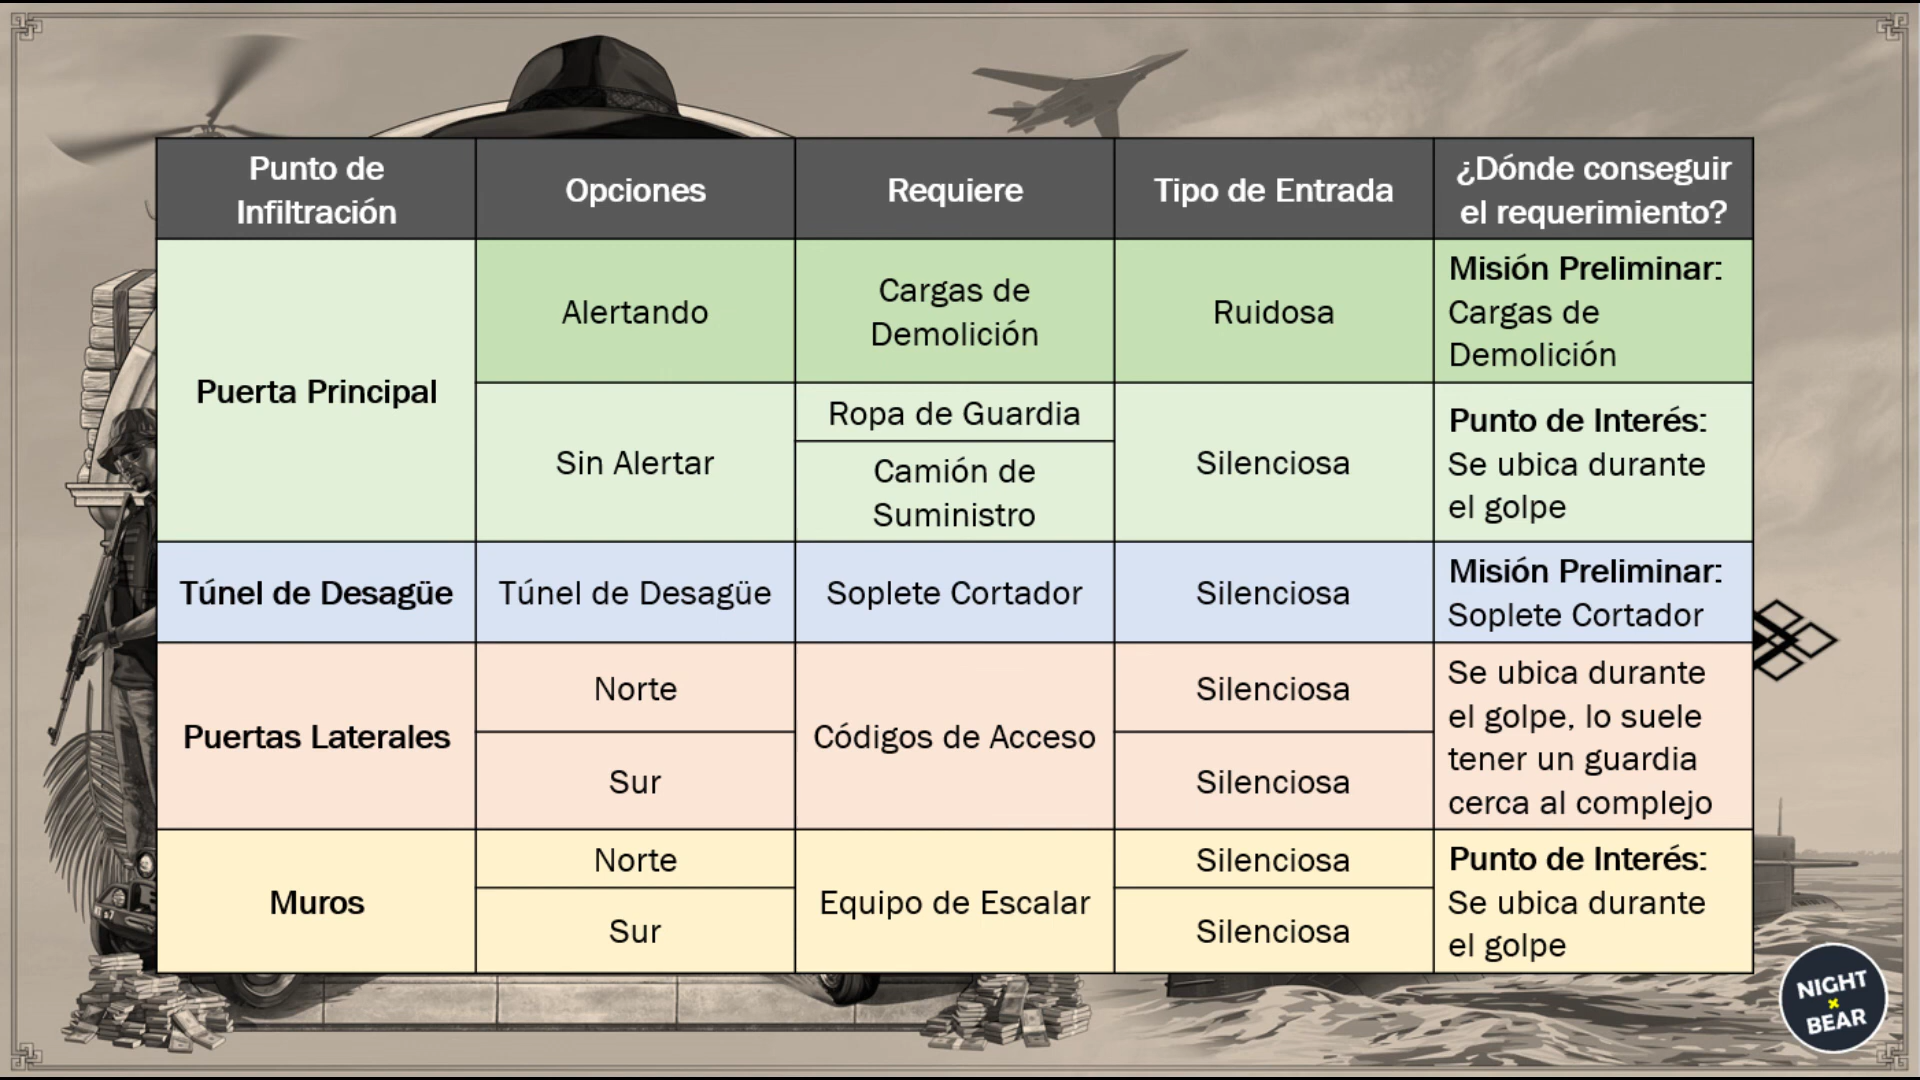 Punto de
Infiltración
Opciones
Requiere
Tipo de Entrada
¿Dónde conseguir
el requerimiento?
Puerta Principal
Alertando
Cargas de
Demolición
Ruidosa
Misión Preliminar:
Cargas de
Demolición
Sin Alertar
Ropa de Guardia
Camión de
Suministro
Silenciosa
Punto de Interés:
Se ubica durante
el golpe
Túnel de Desagüe
Túnel de Desagüe
Soplete Cortador
Silenciosa
Misión Preliminar:
Soplete Cortador
Puertas Laterales
Norte
Sur
Códigos de Acceso
Silenciosa
Silenciosa
Se ubica durante
el golpe, lo suele
tener un guardia
cerca al complejo
Muros
Norte
Sur
Equipo de Escalar
Silenciosa
Silenciosa
Punto de Interés:
Se ubica durante
el golpe
NIGHT
×
BEAR